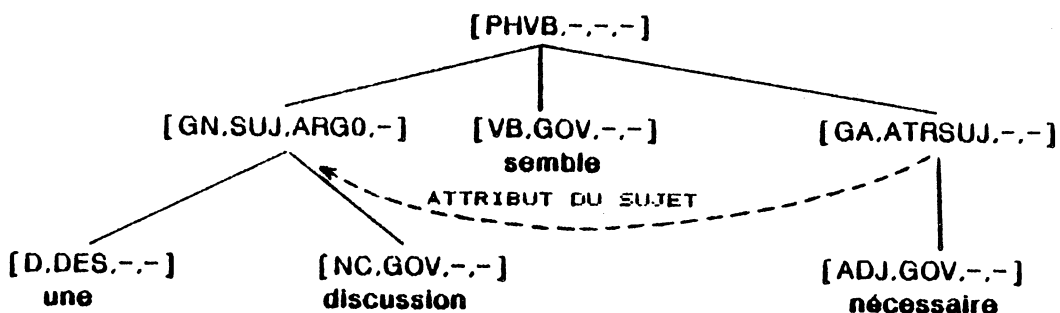 [PHVB.-.-.-]
[GN.SUJ.ARG0.-] [VB.GOV.-.-] [GA.ATRSUJ.-.-]
semble
ATTRIBUT DU SUJET
[D.DES.-.-] [NC.GOV.-.-] [ADJ.GOV.-.-]
une discussion nécessaire